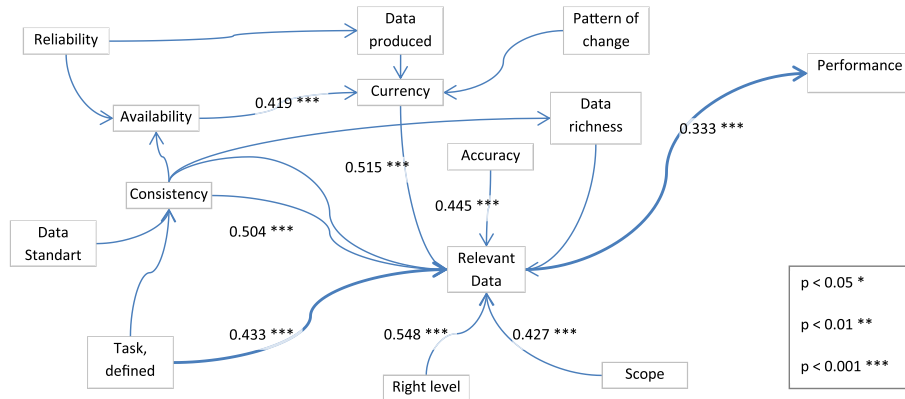 Reliability
Data
produced
Pattern of
change
Performance
Availability
0.419 ***
Currency
Data
richness
0.333 ***
Accuracy
0.515 ***
Consistency
0.445 ***
Data
Standart
0.504 ***
Relevant
Data
p < 0.05 *
p < 0.01 **
p < 0.001 ***
0.433 ***
0.548 ***
0.427 ***
Task,
defined
Right level
Scope